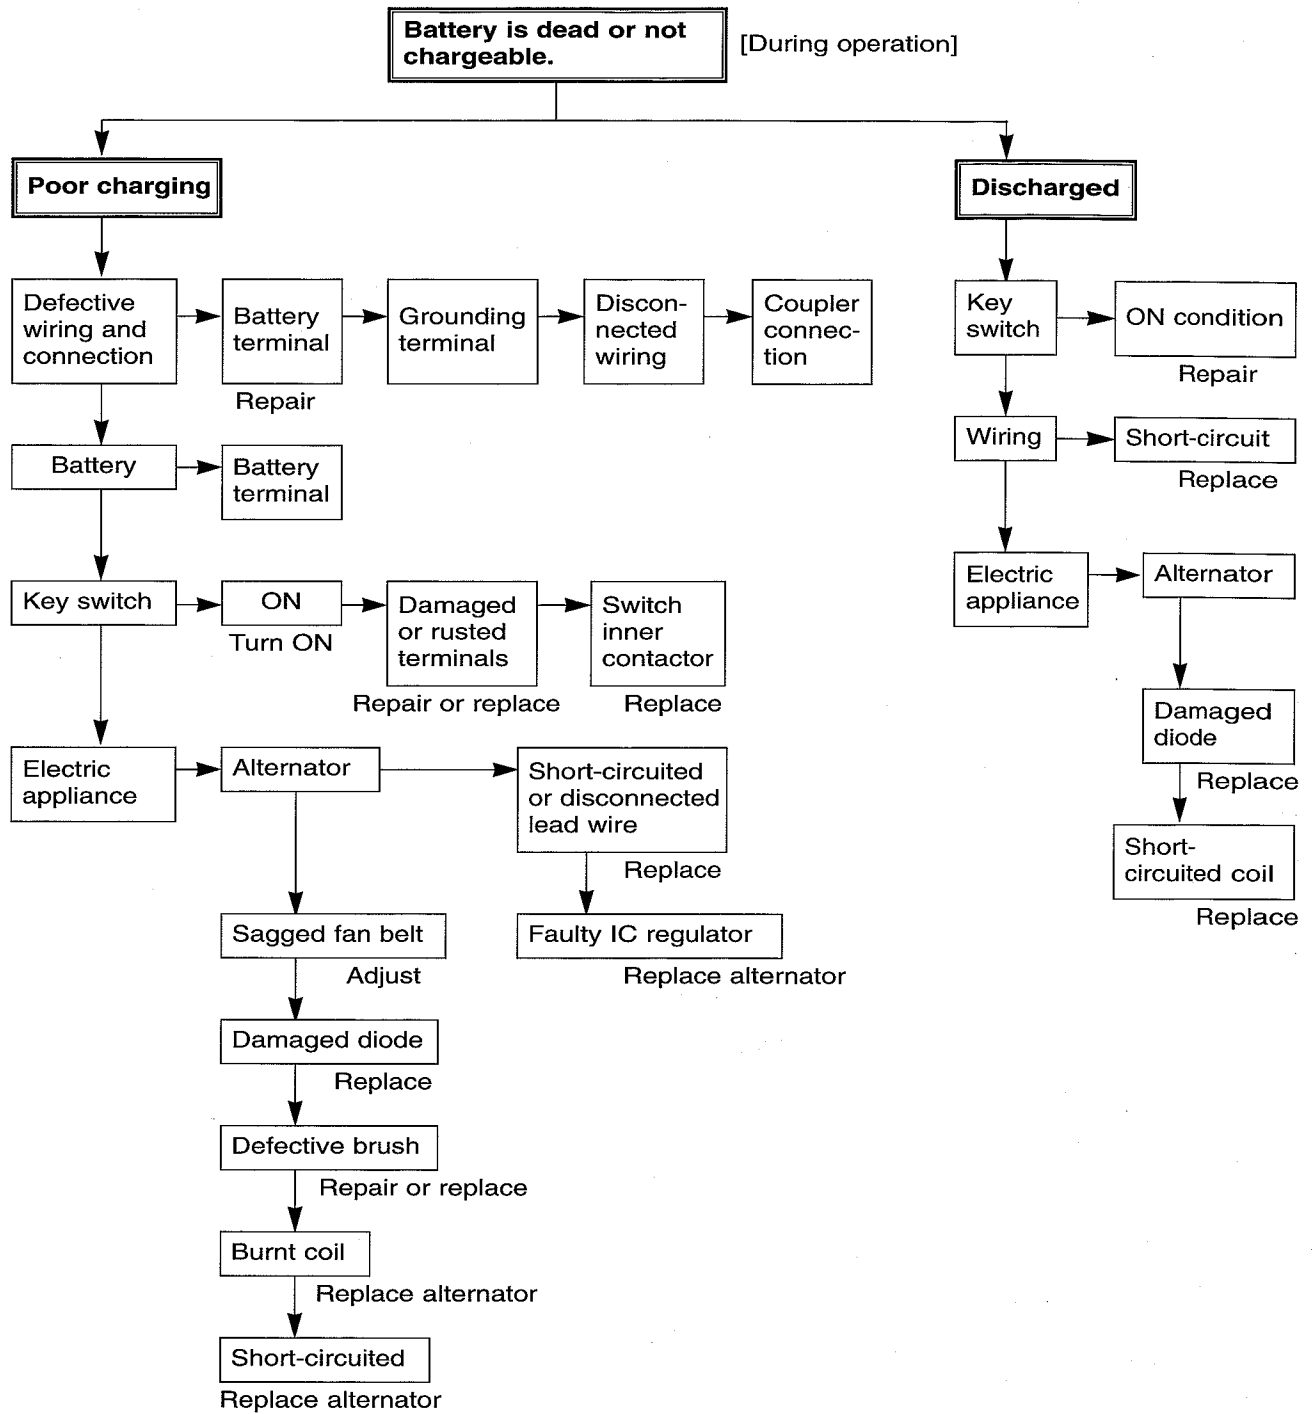 Battery is dead or not
chargeable.
[During operation]
Poor charging
Discharged
Defective
wiring and
connection
Battery
terminal
Repair
Grounding
terminal
Discon-
nected
wiring
Coupler
connec-
tion
Key
switch
ON condition
Repair
Battery
Battery
terminal
Wiring
Short-circuit
Replace
Key switch
ON
Turn ON
Damaged
or rusted
terminals
Repair or replace
Switch
inner
contactor
Replace
Electric
appliance
Alternator
Damaged
diode
Replace
Short-
circuited coil
Replace
Electric
appliance
Alternator
Short-circuited
or disconnected
lead wire
Replace
Faulty IC regulator
Replace alternator
Sagged fan belt
Adjust
Damaged diode
Replace
Defective brush
Repair or replace
Burnt coil
Replace alternator
Short-circuited
Replace alternator